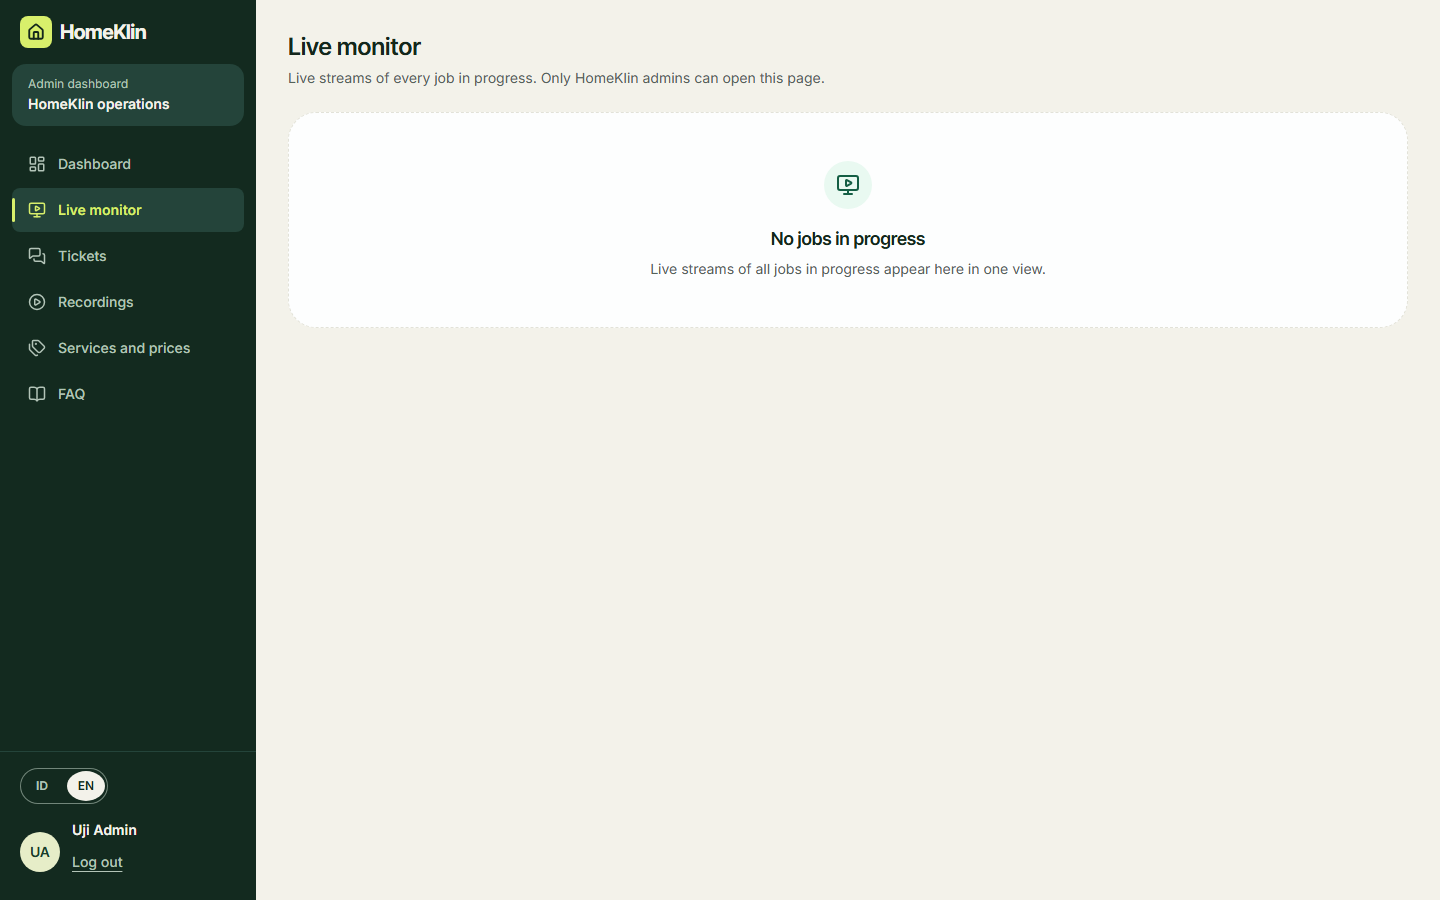 HomeKlin
Admin dashboard
HomeKlin operations
Dashboard
Live monitor
Tickets
Recordings
Services and prices
FAQ
ID EN
UA
Uji Admin
Log out
Live monitor
Live streams of every job in progress. Only HomeKlin admins can open this page.
No jobs in progress
Live streams of all jobs in progress appear here in one view.